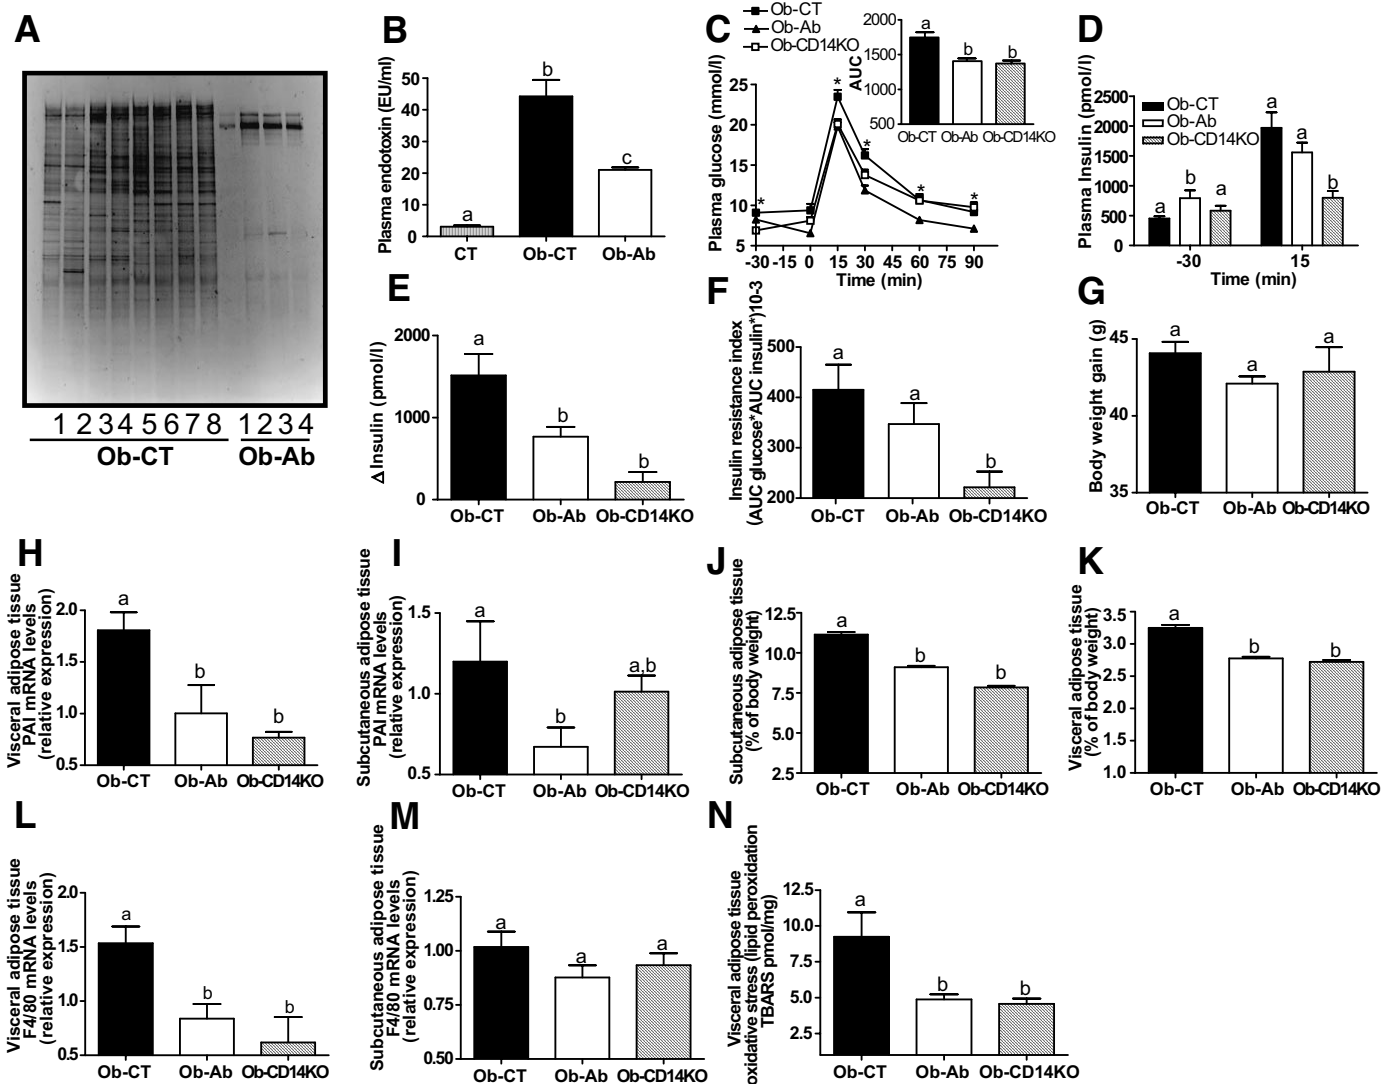 A
1 2 3 4 5 6 7 8 1 2 3 4
Ob-CT Ob-Ab
B
Plasma endotoxin (EU/ml)
50
40
30
20
10
0
a
b
c
CT Ob-CT Ob-Ab
C
Ob-CT
Ob-Ab
Ob-CD14KO
Plasma glucose (mmol/l)
25
20
15
10
5
* * * * *
-30 -15 0 15 30 45 60 75 90
Time (min)
AUC
2000
1500
1000
500
a b b
Ob-CT Ob-Ab Ob-CD14KO
D
Plasma Insulin (pmol/l)
2500
2000
1500
1000
500
0
Ob-CT
Ob-Ab
Ob-CD14KO
a b a a a b
-30 15
Time (min)
E
Δ Insulin (pmol/l)
2000
1000
0
a b b
Ob-CT Ob-Ab Ob-CD14KO
F
Insulin resistance index
(AUC glucose*AUC insulin*)10-3
500
400
300
200
a a b
Ob-CT Ob-Ab Ob-CD14KO
G
Body weight gain (g)
45
40
35
a a a
Ob-CT Ob-Ab Ob-CD14KO
H
Visceral adipose tissue
PAI mRNA levels
(relative expression)
2.0
1.5
1.0
0.5
a b b
Ob-CT Ob-Ab Ob-CD14KO
I
Subcutaneous adipose tissue
PAI mRNA levels
(relative expression)
1.5
1.0
0.5
a b a,b
Ob-CT Ob-Ab Ob-CD14KO
J
Subcutaneous adipose tissue
(% of body weight)
12.5
10.0
7.5
5.0
2.5
a b b
Ob-CT Ob-Ab Ob-CD14KO
K
Visceral adipose tissue
(% of body weight)
3.5
3.0
2.5
2.0
1.5
1.0
a b b
Ob-CT Ob-Ab Ob-CD14KO
L
Visceral adipose tissue
F4/80 mRNA levels
(relative expression)
2.0
1.5
1.0
0.5
a b b
Ob-CT Ob-Ab Ob-CD14KO
M
Subcutaneous adipose tissue
F4/80 mRNA levels
(relative expression)
1.25
1.00
0.75
0.50
a a a
Ob-CT Ob-Ab Ob-CD14KO
N
Visceral adipose tissue
oxidative stress (lipid peroxidation
TBARS pmol/mg)
12.5
10.0
7.5
5.0
2.5
a b b
Ob-CT Ob-Ab Ob-CD14KO